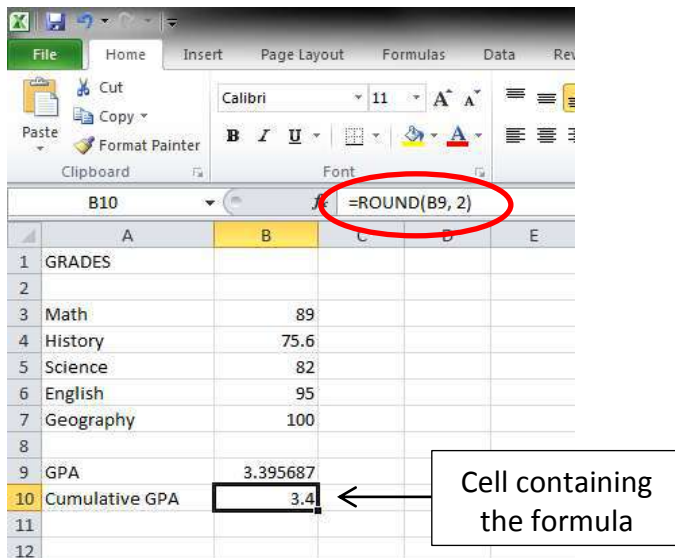 File Home Insert Page Layout Formulas Data
Cut
Copy
Paste
Format Painter
Calibri 11 A A
B I U A
Clipboard Font
B10 =ROUND(B9, 2)
A B C D E
1 GRADES
2
3 Math 89
4 History 75.6
5 Science 82
6 English 95
7 Geography 100
8
9 GPA 3.395687
10 Cumulative GPA 3.4
11
12
Cell containing
the formula